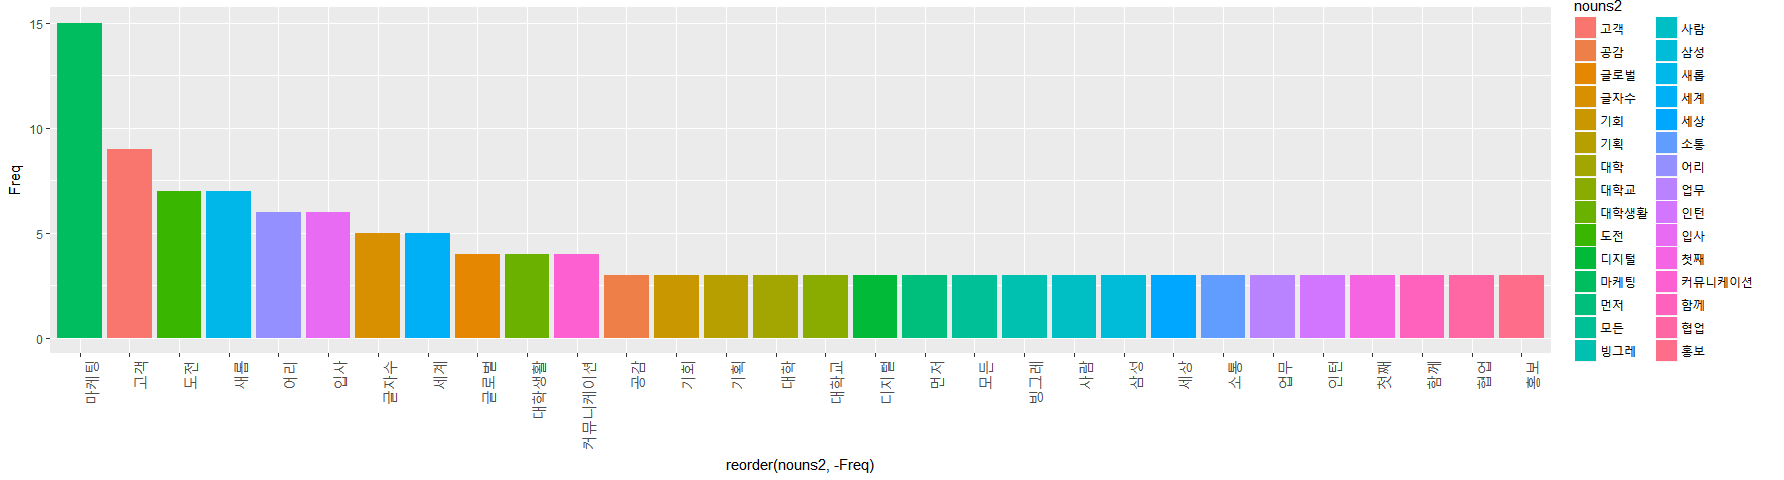 15
10
5
0
Freq
마케팅
고객
도전
새롭
어리
입사
글자수
세계
글로벌
대학생활
커뮤니케이션
공감
기회
기획
대학
대학교
디지털
먼저
모든
빙그레
사람
삼성
세상
소통
업무
인턴
첫째
함께
협업
홍보
reorder(nouns2, -Freq)
nouns2
고객
공감
글로벌
글자수
기회
기획
대학
대학교
대학생활
도전
디지털
마케팅
먼저
모든
빙그레
사람
삼성
새롭
세계
세상
소통
어리
업무
인턴
입사
첫째
커뮤니케이션
함께
협업
홍보